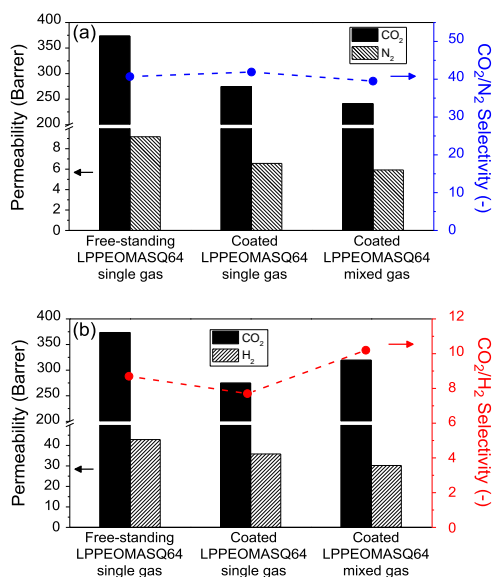 (a)
CO₂
N₂
Permeability (Barrer)
400
350
300
250
200
8
6
4
2
0
CO₂/N₂ Selectivity (-)
50
40
30
20
10
0
Free-standing LPPEOMASQ64 single gas
Coated LPPEOMASQ64 single gas
Coated LPPEOMASQ64 mixed gas
(b)
CO₂
H₂
Permeability (Barrer)
400
350
300
250
200
40
30
20
10
0
CO₂/H₂ Selectivity (-)
12
10
8
6
4
2
0
Free-standing LPPEOMASQ64 single gas
Coated LPPEOMASQ64 single gas
Coated LPPEOMASQ64 mixed gas